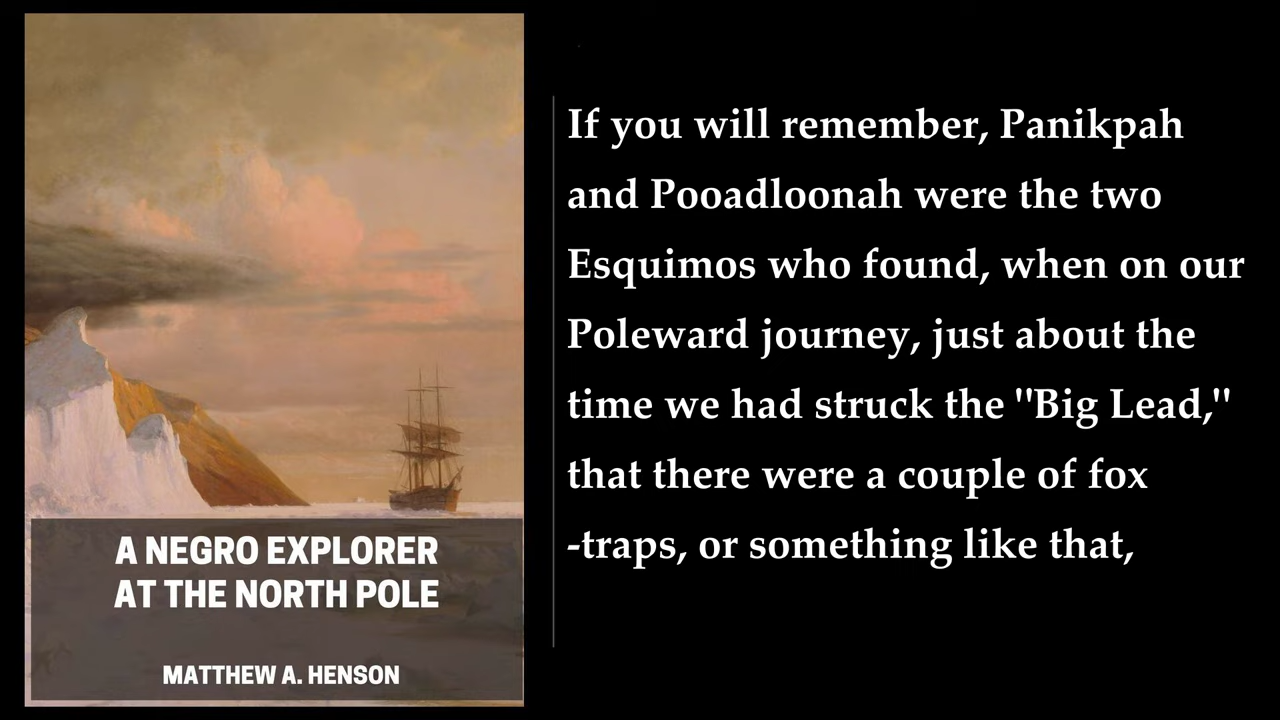 A NEGRO EXPLORER
AT THE NORTH POLE
MATTHEW A. HENSON
If you will remember, Panikpah
and Pooadloonah were the two
Esquimos who found, when on our
Poleward journey, just about the
time we had struck the "Big Lead,"
that there were a couple of fox
-traps, or something like that,